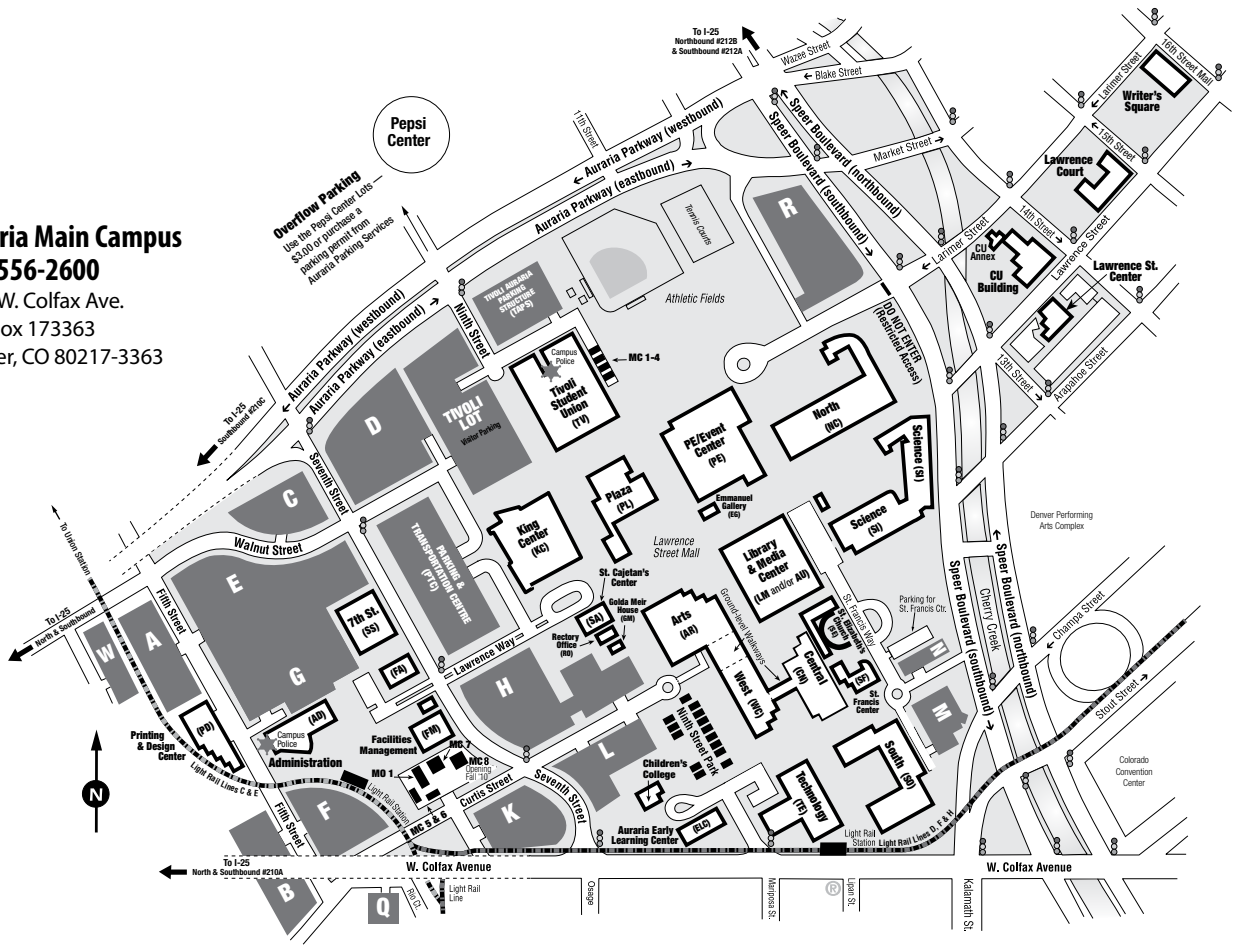 ria Main Campus
556-2600
W. Colfax Ave.
ox 173363
er, CO 80217-3363
Pepsi
Center
Overflow Parking
Use the Pepsi Center Lots
$3.00 or purchase a
parking permit from
Auraria Parking Services
To I-25
Northbound #212B
& Southbound #212A
Wazee Street
Blake Street
Market Street
Speer Boulevard (northbound)
Speer Boulevard (southbound)
16th Street Mall
Larimer Street
Writer's
Square
15th Street
Lawrence
Court
14th Street
Larimer Street
CU
Annex
CU
Building
Lawrence Street
Lawrence St.
Center
13th Street
Arapahoe Street
11th Street
Auraria Parkway (westbound)
Auraria Parkway (eastbound)
Tennis Courts
R
Athletic Fields
DO NOT ENTER
(Restricted Access)
TIVOLI AURARIA
PARKING
STRUCTURE
(TAPS)
Ninth Street
Auraria Parkway (westbound)
Auraria Parkway (eastbound)
To I-25
Southbound #210C
Campus
Police
MC 1-4
Tivoli
Student
Union
(TV)
TIVOLI
LOT
Visitor Parking
D
C
Seventh Street
Walnut Street
North
(NC)
PE/Event
Center
(PE)
Science (SI)
Science
(SI)
Emmanuel
Gallery
(EG)
Plaza
(PL)
King
Center
(KC)
Lawrence
Street Mall
Library
& Media
Center
(LM and/or AU)
Denver Performing
Arts Complex
PARKING &
TRANSPORTATION CENTRE
(PTC)
To Union Station
To I-25
North & Southbound
E
Fifth Street
W
A
G
7th St.
(SS)
(FA)
Lawrence Way
St. Cajetan's
Center
Golda Meir
House (GM)
(SA)
Rectory
Office
(RO)
Arts
(AR)
Ground-level Walkways
West (WC)
Central
(CN)
St. Elizabeth's
Church
(SE)
St. Francis Way
Parking for
St. Francis Ctr.
N
(SF)
St.
Francis
Center
M
Speer Boulevard (southbound)
Cherry Creek
Speer Boulevard (northbound)
Champa Street
Stout Street
Colorado
Convention
Center
H
L
Ninth Street Park
Children's
College
South
(SO)
Technology
(TE)
(ELC)
Auraria Early
Learning Center
Printing
& Design
Center
(PD)
(AD)
Campus
Police
Administration
Facilities
Management
(FM)
MC 7
MC 8
Opening
Fall '10
MO 1
MC 5 & 6
Curtis Street
Seventh Street
K
Light Rail Lines C & E
Light Rail Station
Fifth Street
F
B
N
Light Rail
Station
Light Rail Lines D, F & H
To I-25
North & Southbound #210A
W. Colfax Avenue
W. Colfax Avenue
Q
Rio Ct.
Light Rail
Line
Osage
Mariposa St.
®
Lipan St.
Kalamath St.